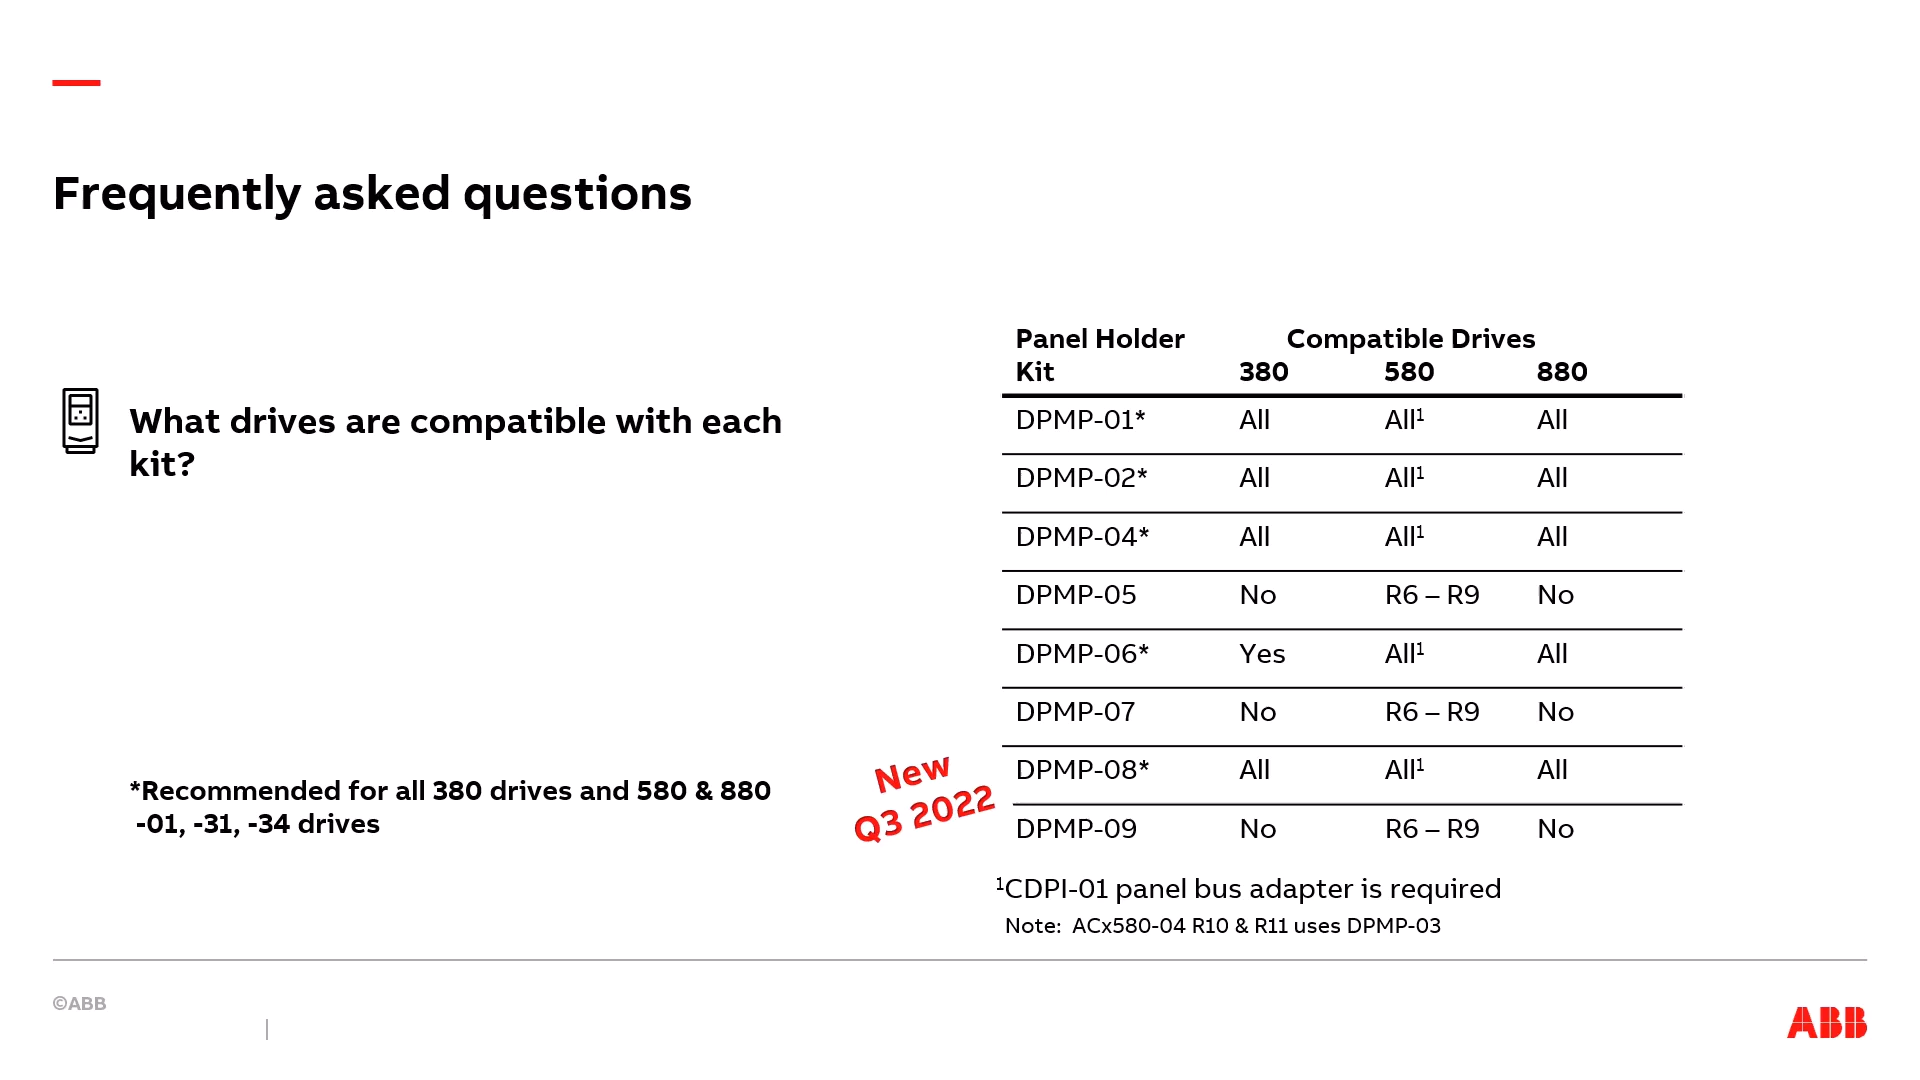 Frequently asked questions
What drives are compatible with each
kit?
*Recommended for all 380 drives and 580 & 880
-01, -31, -34 drives
New
Q3 2022
Panel Holder Compatible Drives
Kit 380 580 880
DPMP-01* All All¹ All
DPMP-02* All All¹ All
DPMP-04* All All¹ All
DPMP-05 No R6 – R9 No
DPMP-06* Yes All¹ All
DPMP-07 No R6 – R9 No
DPMP-08* All All¹ All
DPMP-09 No R6 – R9 No
¹CDPI-01 panel bus adapter is required
Note: ACx580-04 R10 & R11 uses DPMP-03
©ABB
ABB